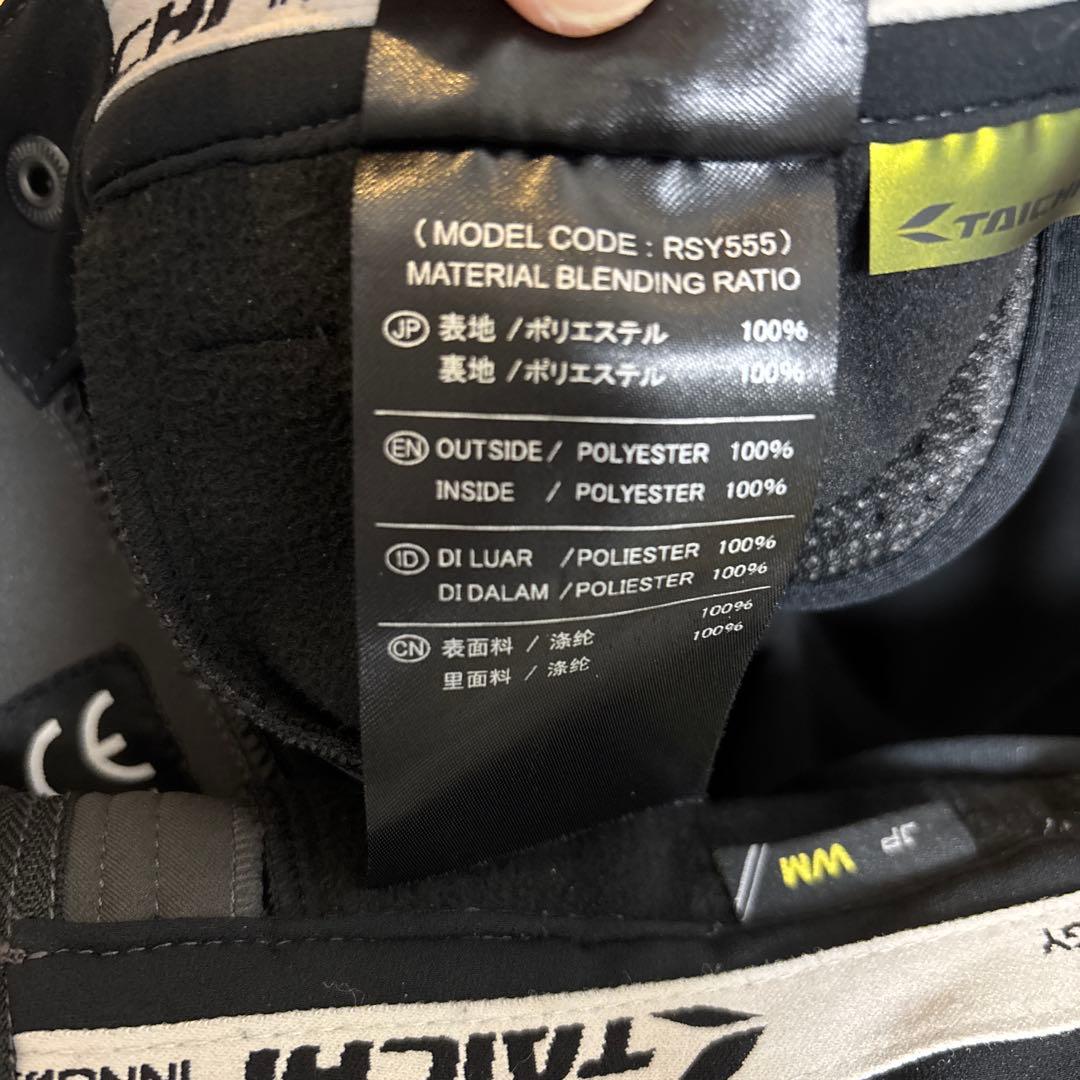 (MODEL CODE : RSY555)
MATERIAL BLENDING RATIO
JP 表地 /ポリエステル 100%
裏地 /ポリエステル 100%
EN OUTSIDE/ POLYESTER 100%
INSIDE / POLYESTER 100%
ID DI LUAR /POLIESTER 100%
DI DALAM /POLIESTER 100%
CN 表面料 / 涤纶 100%
里面料 / 涤纶 100%
TAICHI
CE
JP WM
TAICHI